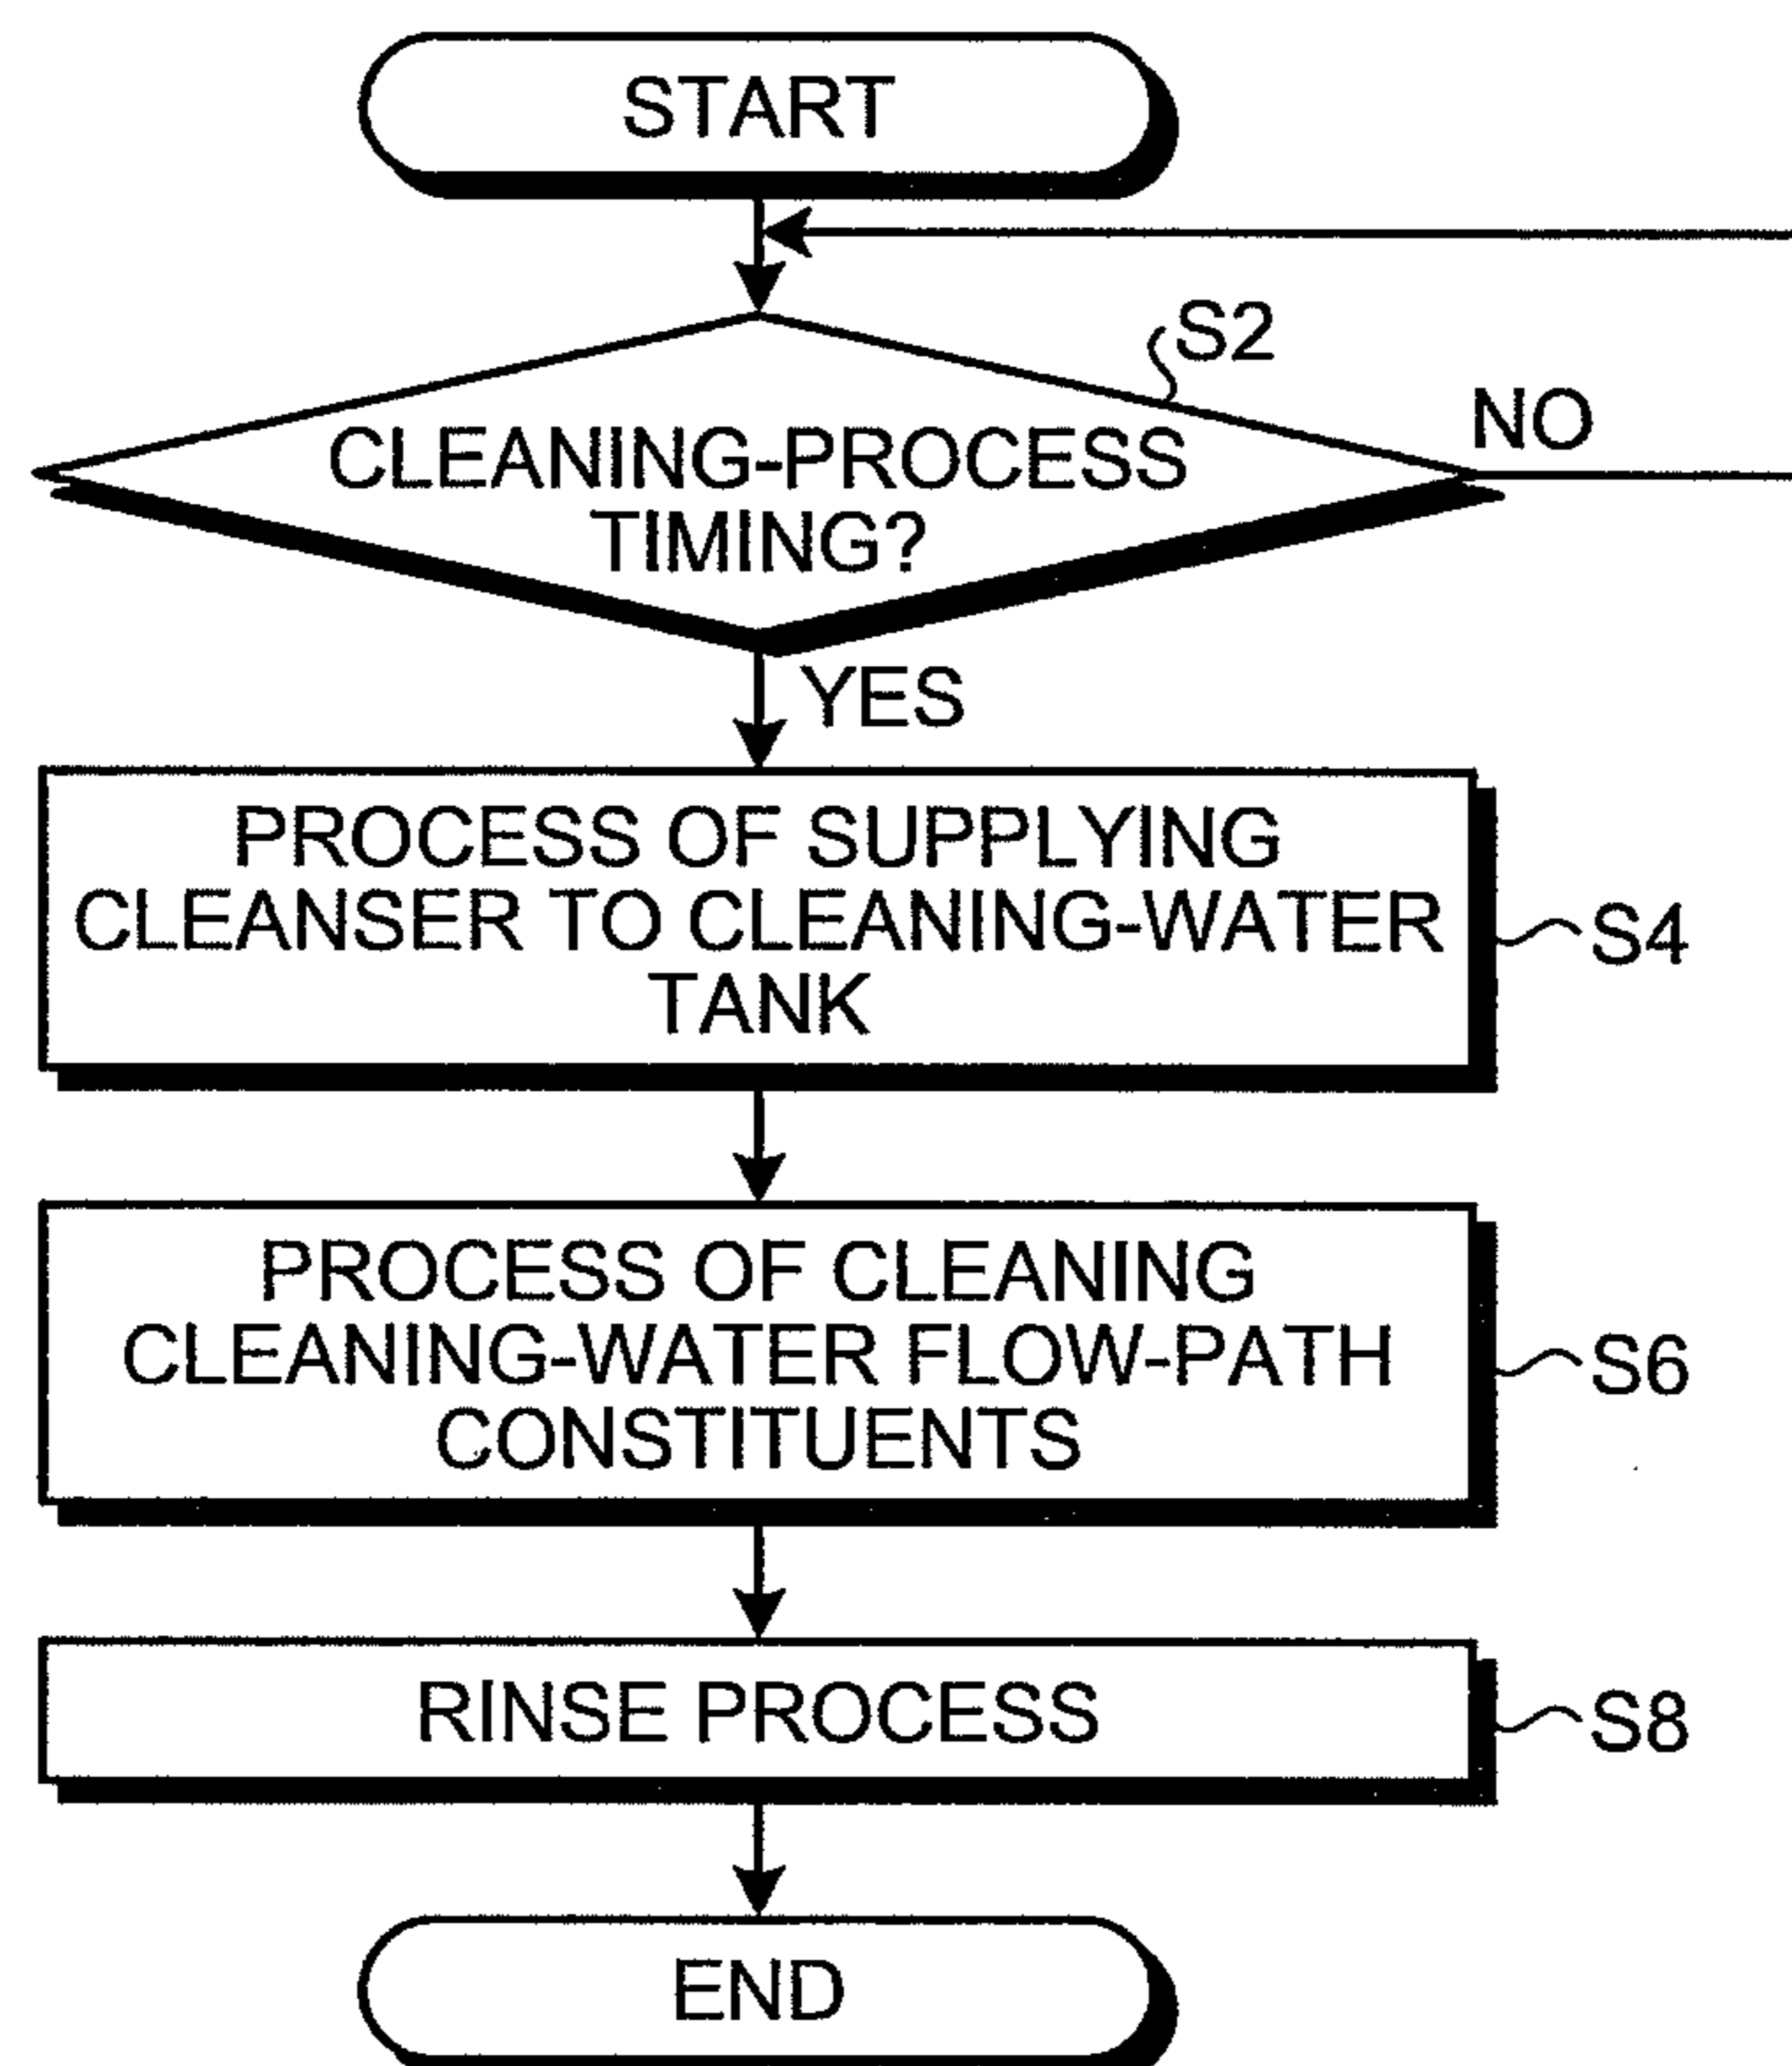 START
S2
NO
CLEANING-PROCESS
TIMING?
YES
PROCESS OF SUPPLYING
CLEANSER TO CLEANING-WATER
TANK
S4
PROCESS OF CLEANING
CLEANING-WATER FLOW-PATH
CONSTITUENTS
S6
RINSE PROCESS
S8
END